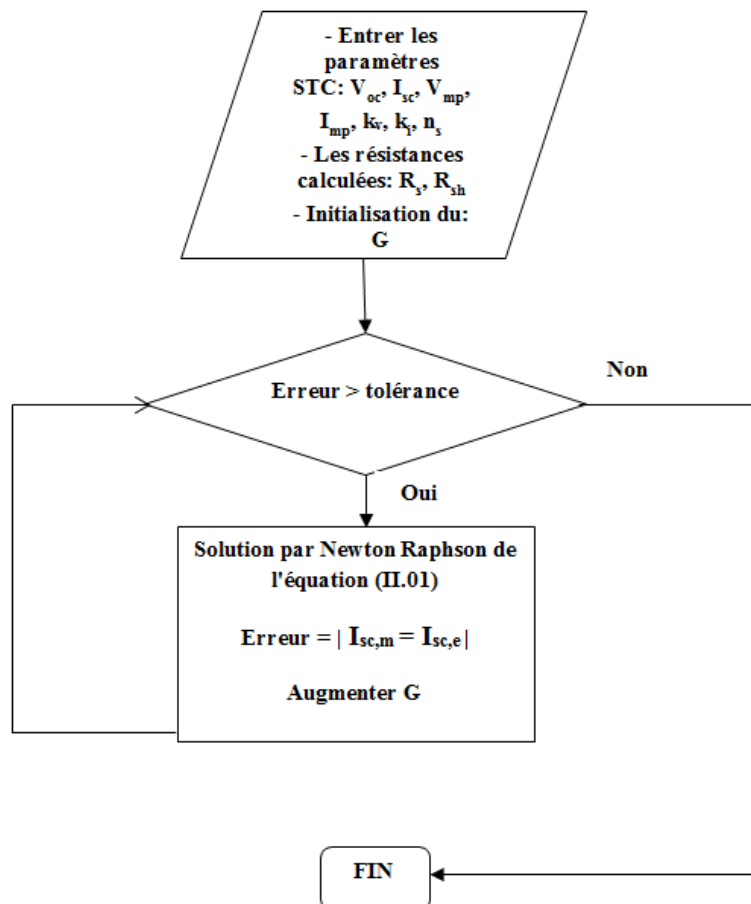 - Entrer les
paramètres
STC: Voc, Isc, Vmp,
Imp, kv, ki, ns
- Les résistances
calculées: Rs, Rsh
- Initialisation du:
G
Non
Erreur > tolérance
Oui
Solution par Newton Raphson de
l'équation (II.01)
Erreur = | Isc,m = Isc,e|
Augmenter G
FIN